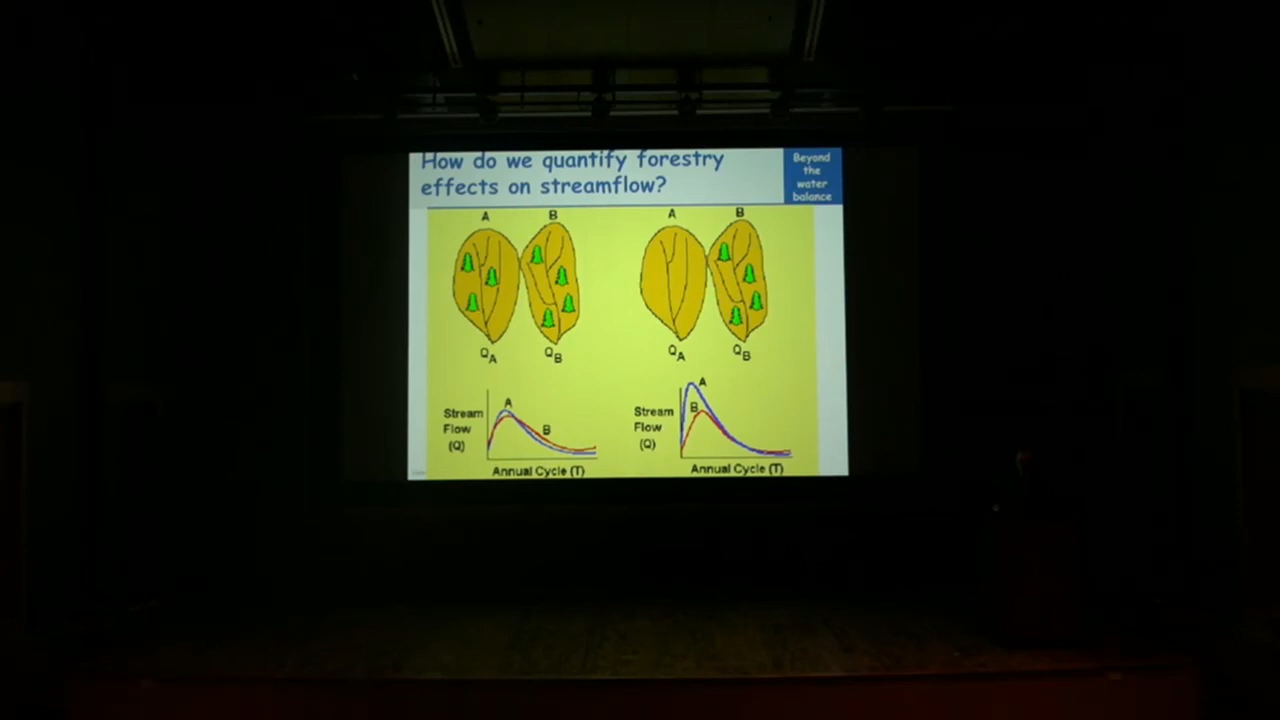 How do we quantify forestry
effects on streamflow?
Beyond
the
water
balance
A
B
A
B
QA
QB
QA
QB
Stream
Flow
(Q)
A
B
Annual Cycle (T)
Stream
Flow
(Q)
A
B
Annual Cycle (T)